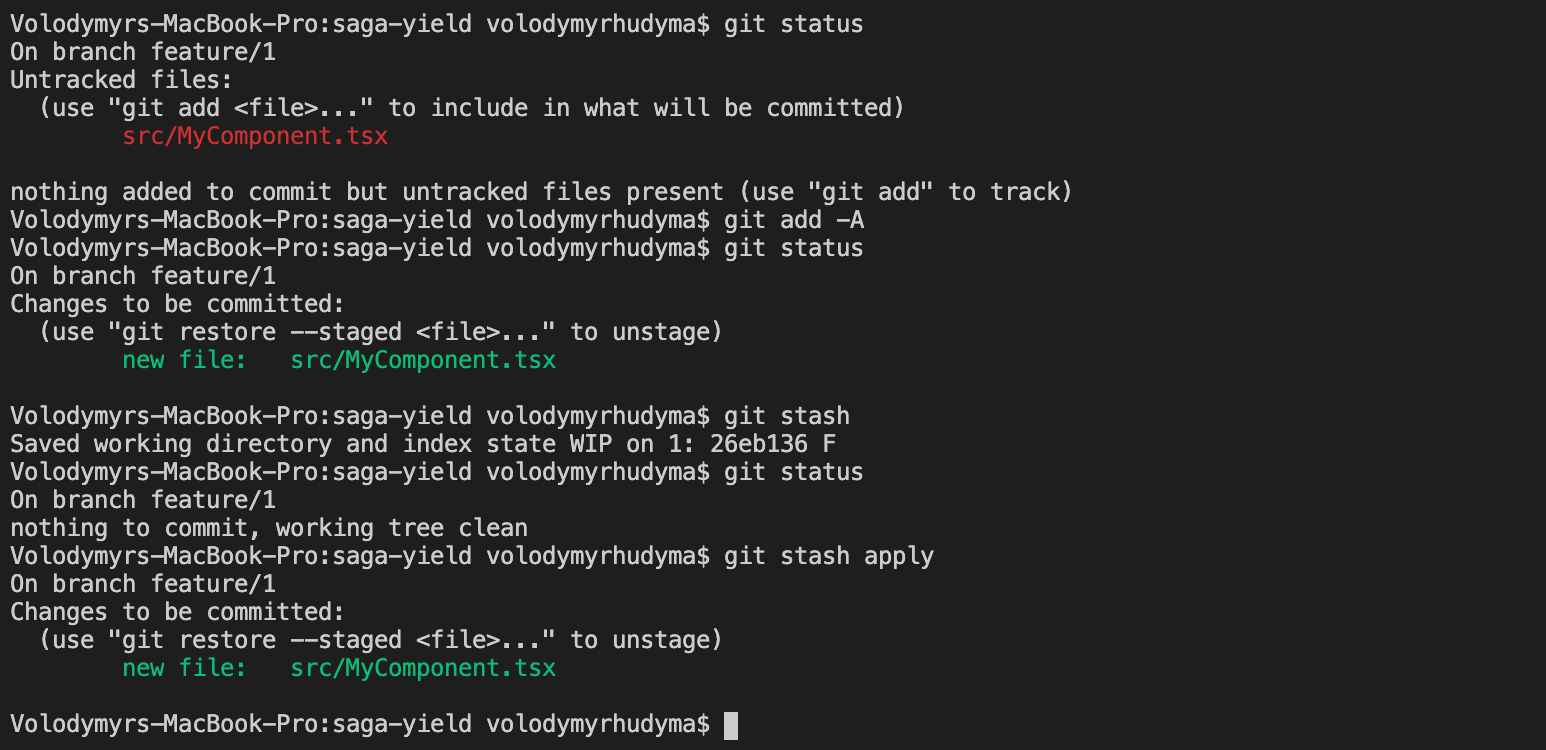 Volodymyrs-MacBook-Pro:saga-yield volodymyrhudyma$ git status
On branch feature/1
Untracked files:
  (use "git add <file>..." to include in what will be committed)
        src/MyComponent.tsx

nothing added to commit but untracked files present (use "git add" to track)
Volodymyrs-MacBook-Pro:saga-yield volodymyrhudyma$ git add -A
Volodymyrs-MacBook-Pro:saga-yield volodymyrhudyma$ git status
On branch feature/1
Changes to be committed:
  (use "git restore --staged <file>..." to unstage)
        new file:   src/MyComponent.tsx

Volodymyrs-MacBook-Pro:saga-yield volodymyrhudyma$ git stash
Saved working directory and index state WIP on 1: 26eb136 F
Volodymyrs-MacBook-Pro:saga-yield volodymyrhudyma$ git status
On branch feature/1
nothing to commit, working tree clean
Volodymyrs-MacBook-Pro:saga-yield volodymyrhudyma$ git stash apply
On branch feature/1
Changes to be committed:
  (use "git restore --staged <file>..." to unstage)
        new file:   src/MyComponent.tsx

Volodymyrs-MacBook-Pro:saga-yield volodymyrhudyma$